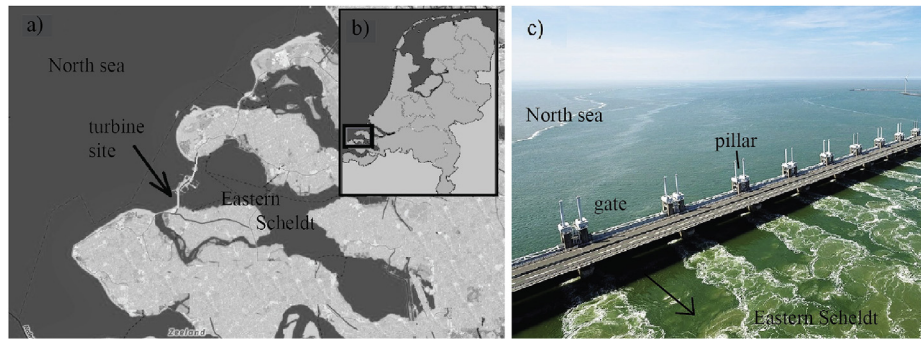 a)
North sea
turbine
site
Eastern
Scheldt
Zeeland
b)
c)
North sea
pillar
gate
Eastern Scheldt